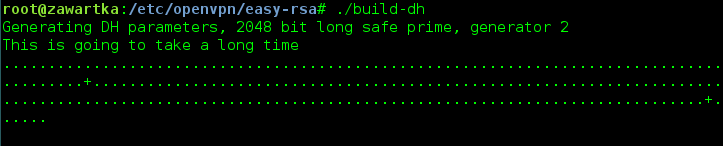 root@zawartka:/etc/openvpn/easy-rsa# ./build-dh
Generating DH parameters, 2048 bit long safe prime, generator 2
This is going to take a long time
..........................................................................................
..........+...............................................................................
........................................................................................+.
.....